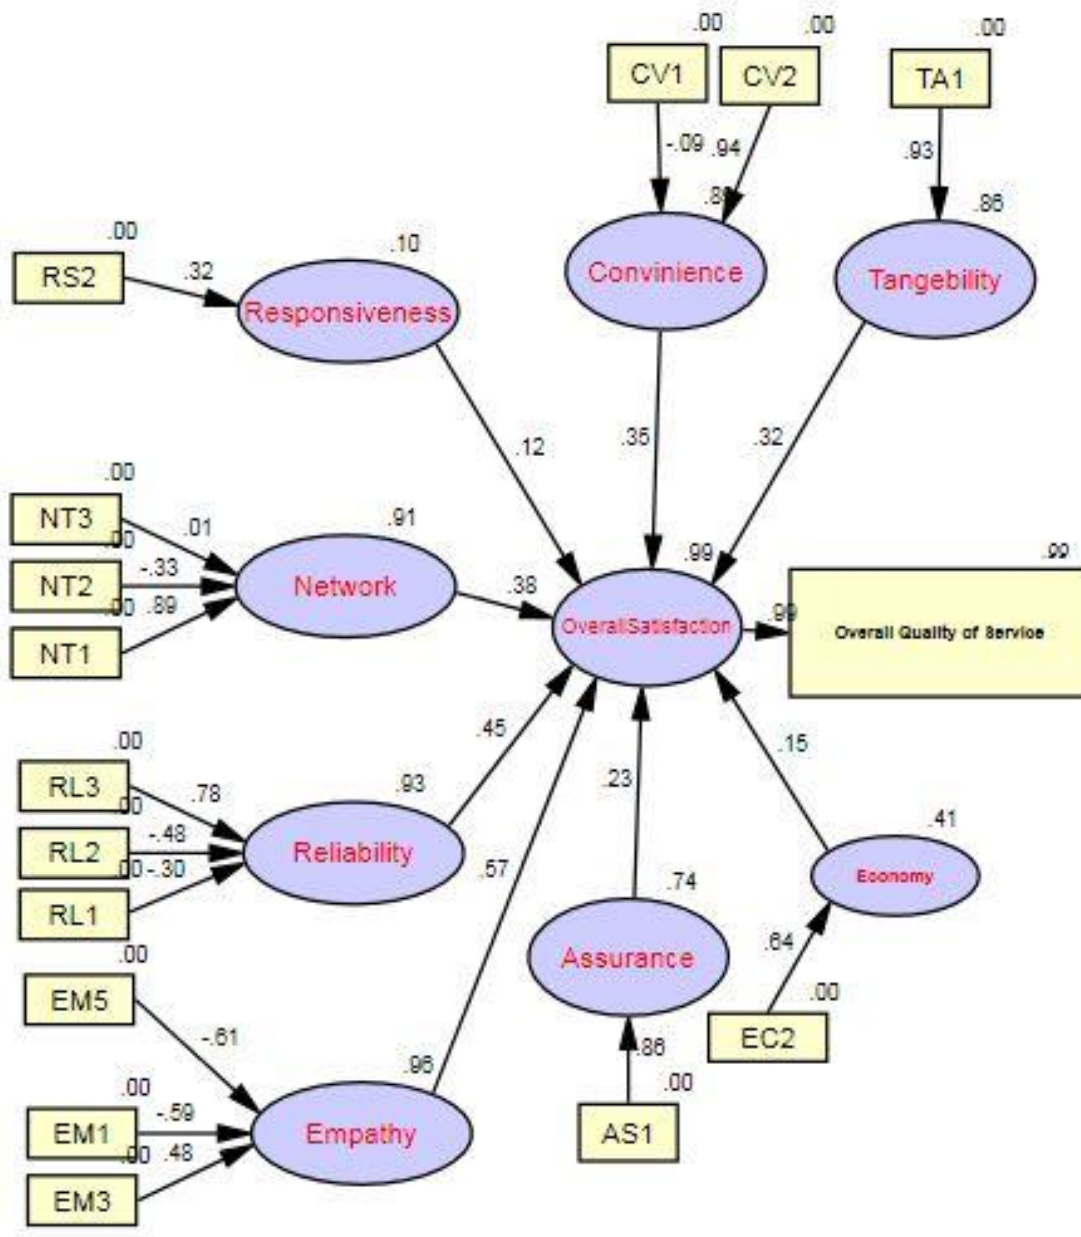 .00
.00
.00
CV1
CV2
TA1
-.09
.94
.93
.86
.00
.10
RS2
.32
Responsiveness
Convinience
Tangebility
.12
.35
.32
.00
NT3
.01
.91
.00
NT2
-.33
Network
.38
.00
.89
NT1
.99
.99
OverallSatisfaction
.99
Overall Quality of Service
.00
RL3
.78
.93
.45
.23
.15
.00
RL2
-.48
Reliability
.00
-.30
RL1
.57
.74
.41
Economy
.00
EM5
-.61
Assurance
.64
.00
EC2
.96
.86
.00
AS1
.00
EM1
-.59
Empathy
.00
.48
EM3